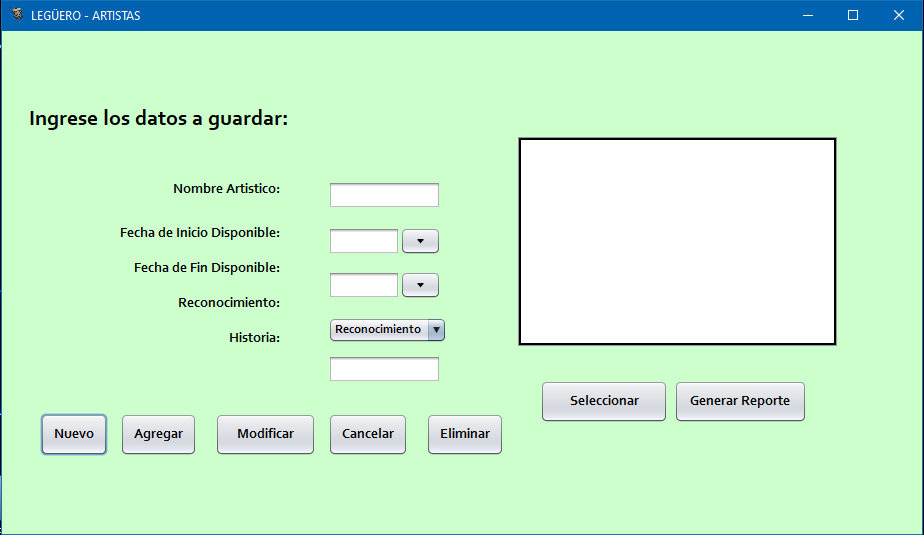 LEGÜERO - ARTISTAS
Ingrese los datos a guardar:
Nombre Artistico:
Fecha de Inicio Disponible:
Fecha de Fin Disponible:
Reconocimiento:
Historia:
Reconocimiento
Seleccionar
Generar Reporte
Nuevo
Agregar
Modificar
Cancelar
Eliminar